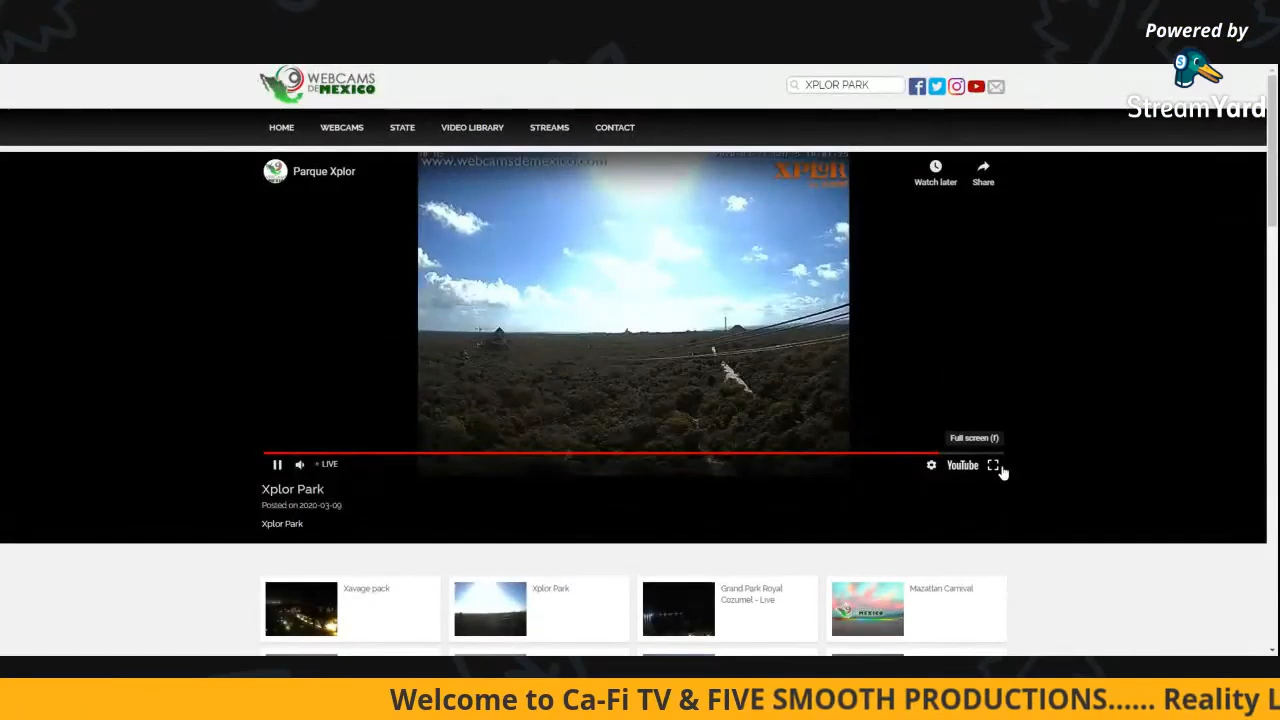 Powered by
StreamYard
WEBCAMS
DE MEXICO
XPLOR PARK
HOME WEBCAMS STATE VIDEO LIBRARY STREAMS CONTACT
Parque Xplor
www.webcamsdemexico.com
XPLOR
Watch later
Share
Full screen (f)
LIVE
YouTube
Xplor Park
Posted on 2020-03-09
Xplor Park
Xavage pack
Xplor Park
Grand Park Royal
Cozumel - Live
Mazatlan Carnival
MEXICO
Welcome to Ca-Fi TV & FIVE SMOOTH PRODUCTIONS...... Reality L